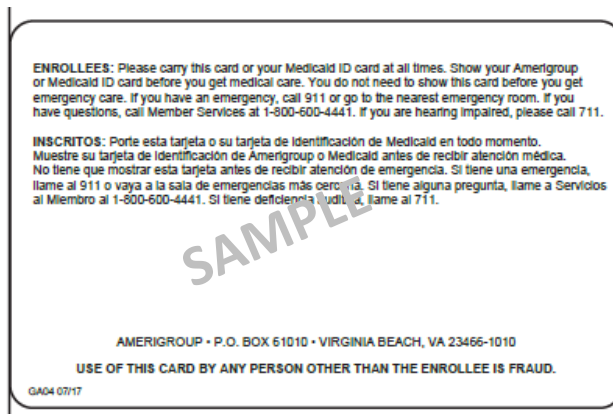 ENROLLEES: Please carry this card or your Medicaid ID card at all times. Show your Amerigroup
or Medicaid ID card before you get medical care. You do not need to show this card before you get
emergency care. If you have an emergency, call 911 or go to the nearest emergency room. If you
have questions, call Member Services at 1-800-600-4441. If you are hearing impaired, please call 711.
INSCRITOS: Porte esta tarjeta o su tarjeta de identificación de Medicaid en todo momento.
Muestre su tarjeta de identificación de Amerigroup o Medicaid antes de recibir atención médica.
No tiene que mostrar esta tarjeta antes de recibir atención de emergencia. Si tiene una emergencia,
llame al 911 o vaya a la sala de emergencias más cercana. Si tiene alguna pregunta, llame a Servicios
al Miembro al 1-800-600-4441. Si tiene deficiencia auditiva, llame al 711.
SAMPLE
AMERIGROUP • P.O. BOX 61010 • VIRGINIA BEACH, VA 23466-1010
USE OF THIS CARD BY ANY PERSON OTHER THAN THE ENROLLEE IS FRAUD.
GA04 07/17